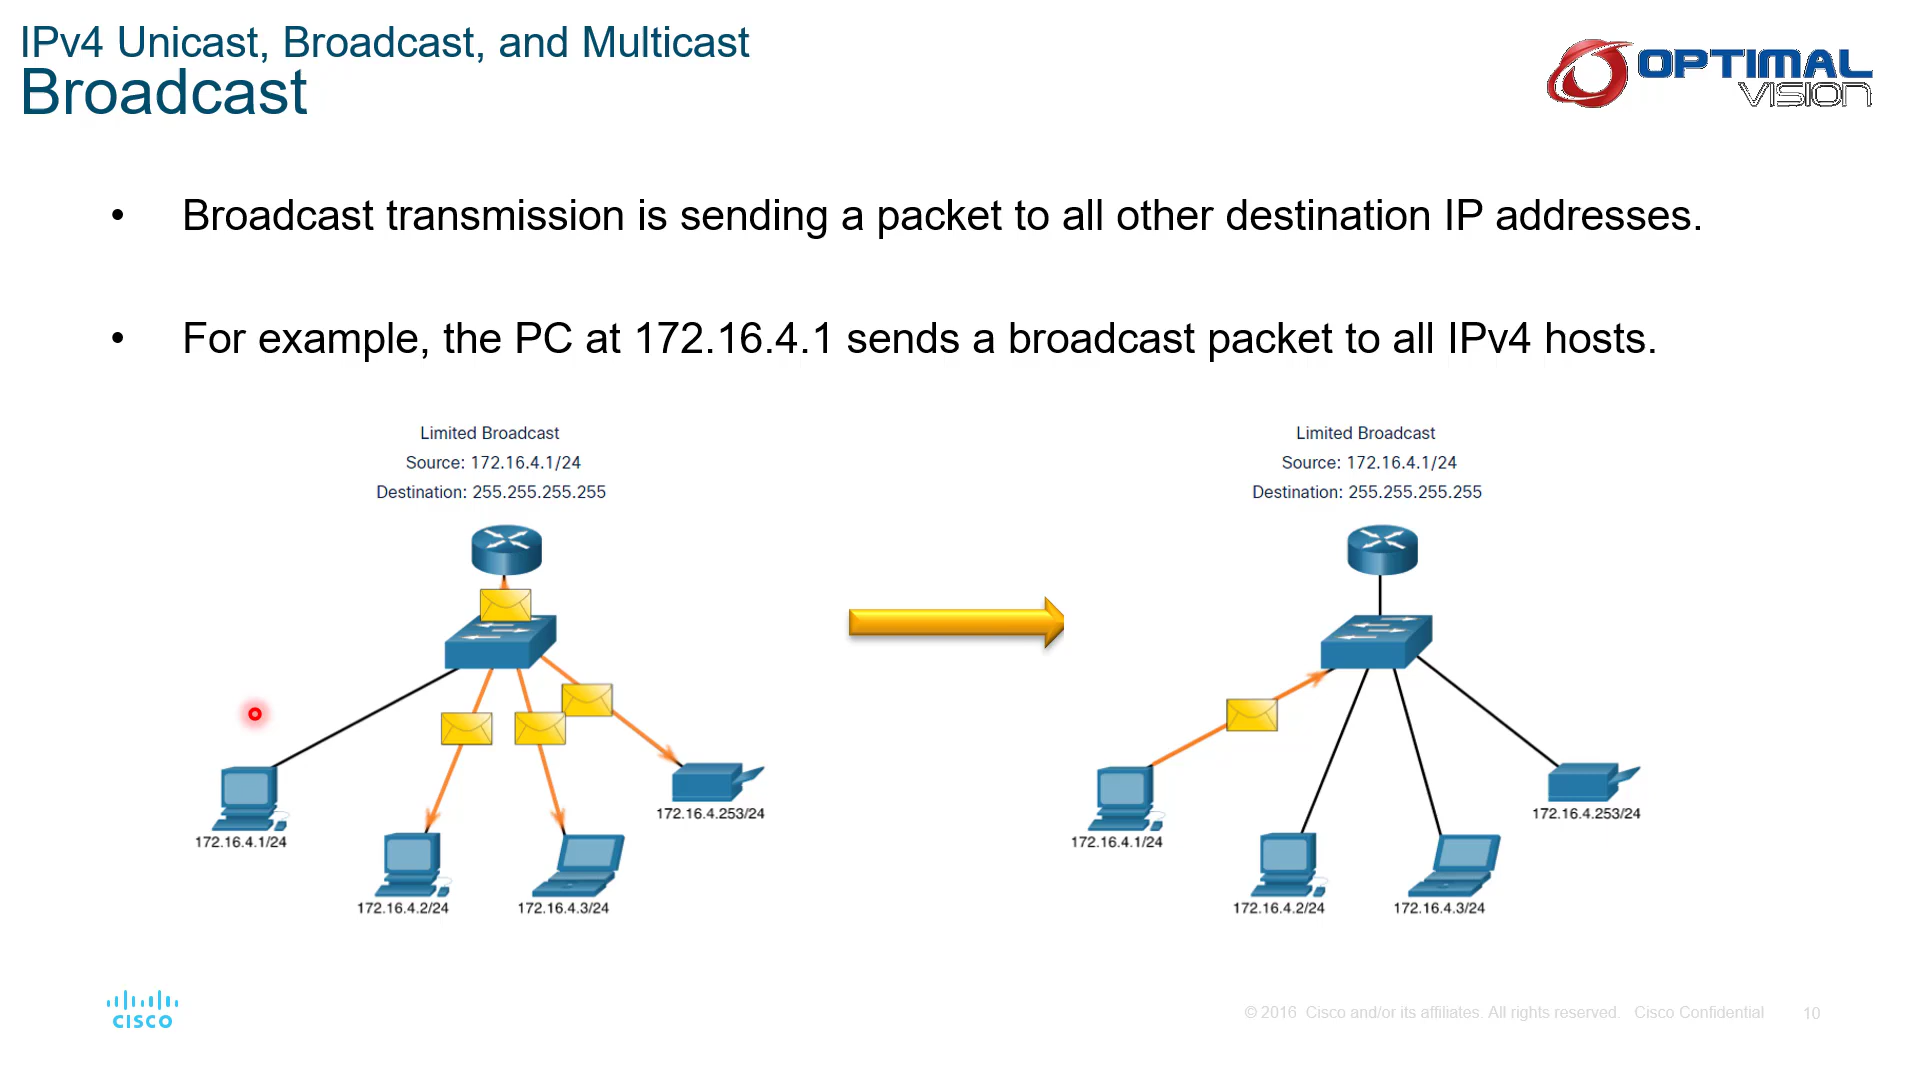 IPv4 Unicast, Broadcast, and Multicast
Broadcast
OPTIMAL
VISION
• Broadcast transmission is sending a packet to all other destination IP addresses.
• For example, the PC at 172.16.4.1 sends a broadcast packet to all IPv4 hosts.
Limited Broadcast
Source: 172.16.4.1/24
Destination: 255.255.255.255
172.16.4.1/24
172.16.4.2/24
172.16.4.3/24
172.16.4.253/24
Limited Broadcast
Source: 172.16.4.1/24
Destination: 255.255.255.255
172.16.4.1/24
172.16.4.2/24
172.16.4.3/24
172.16.4.253/24
CISCO
© 2016 Cisco and/or its affiliates. All rights reserved. Cisco Confidential
10